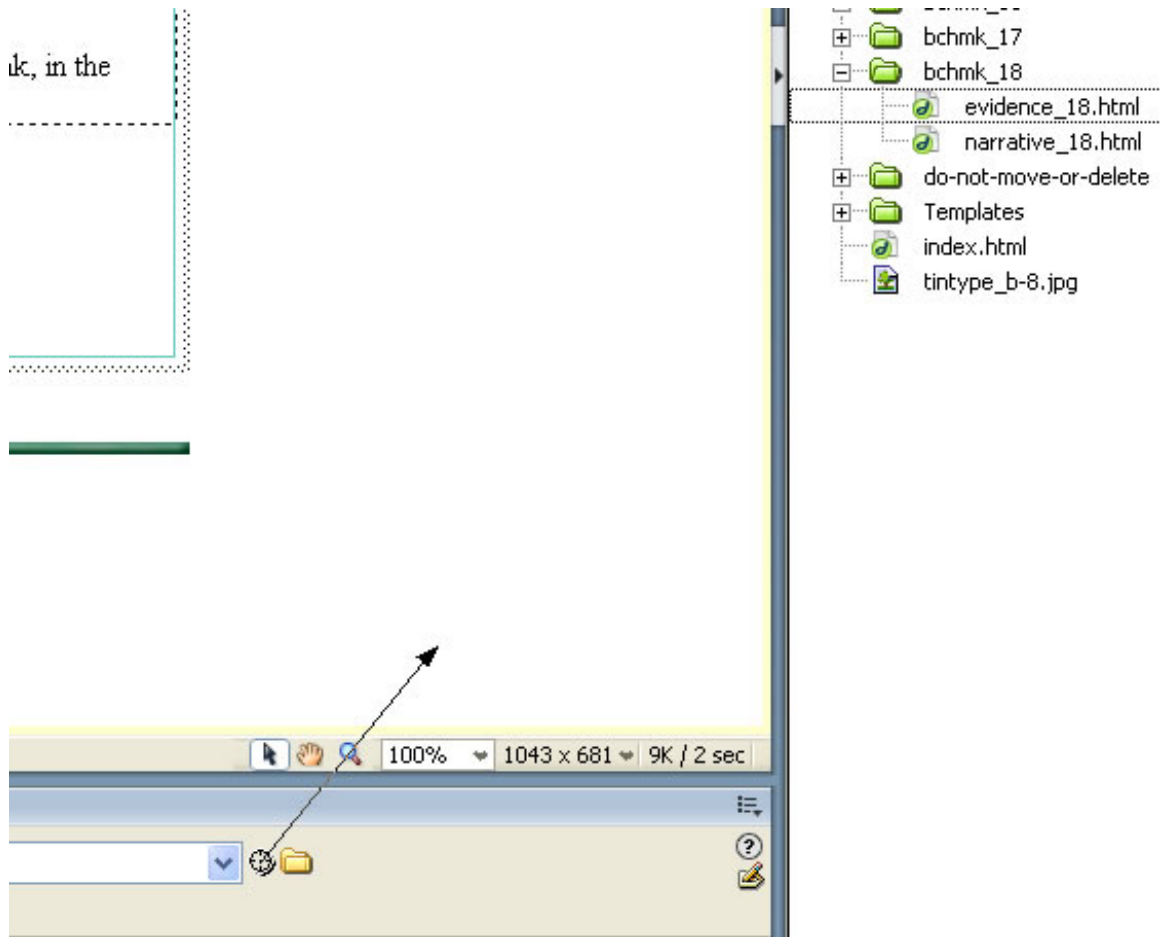 ık, in the
bchmk_17
bchmk_18
evidence_18.html
narrative_18.html
do-not-move-or-delete
Templates
index.html
tintype_b-8.jpg
100% 1043 x 681 9K / 2 sec